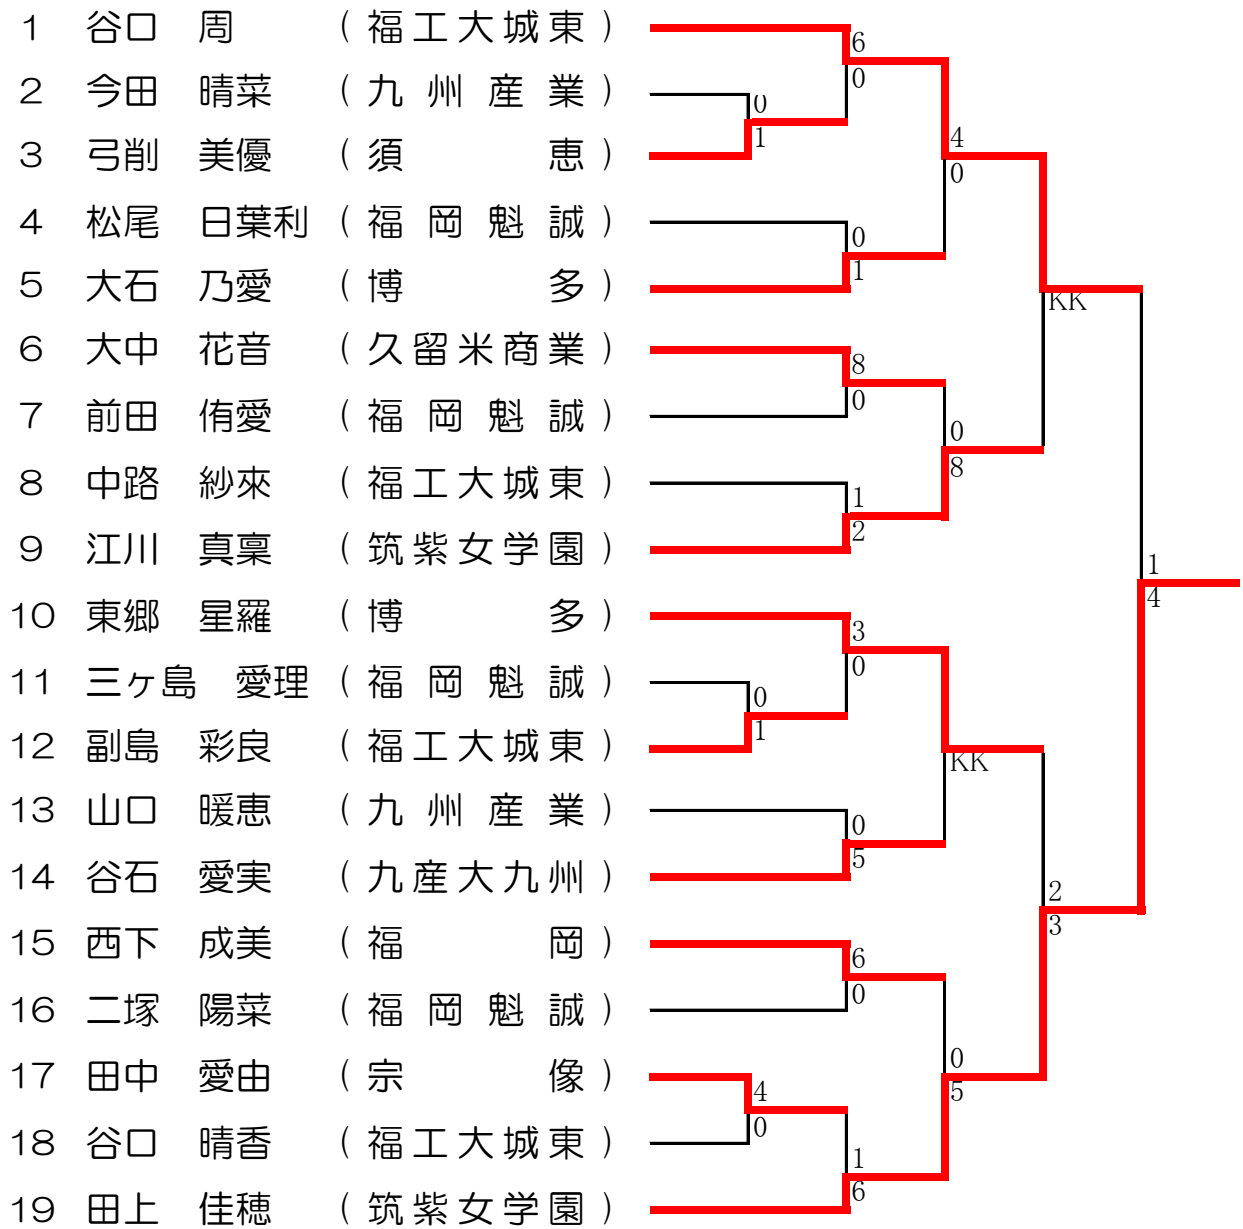 1 谷口 周 (福工大城東)
6
2 今田 晴菜 (九州産業)
0
0
3 弓削 美優 (須恵)
1
4
0
4 松尾 日葉利 (福岡魁誠)
0
5 大石 乃愛 (博多)
1
KK
6 大中 花音 (久留米商業)
8
7 前田 侑愛 (福岡魁誠)
0
0
8 中路 紗來 (福工大城東)
8
1
9 江川 真稟 (筑紫女学園)
2
1
4
10 東郷 星羅 (博多)
3
0
11 三ヶ島 愛理 (福岡魁誠)
0
12 副島 彩良 (福工大城東)
1
KK
13 山口 暖恵 (九州産業)
0
14 谷石 愛実 (九産大九州)
5
2
3
15 西下 成美 (福岡)
6
16 二塚 陽菜 (福岡魁誠)
0
0
17 田中 愛由 (宗像)
5
4
18 谷口 晴香 (福工大城東)
0
1
19 田上 佳穂 (筑紫女学園)
6